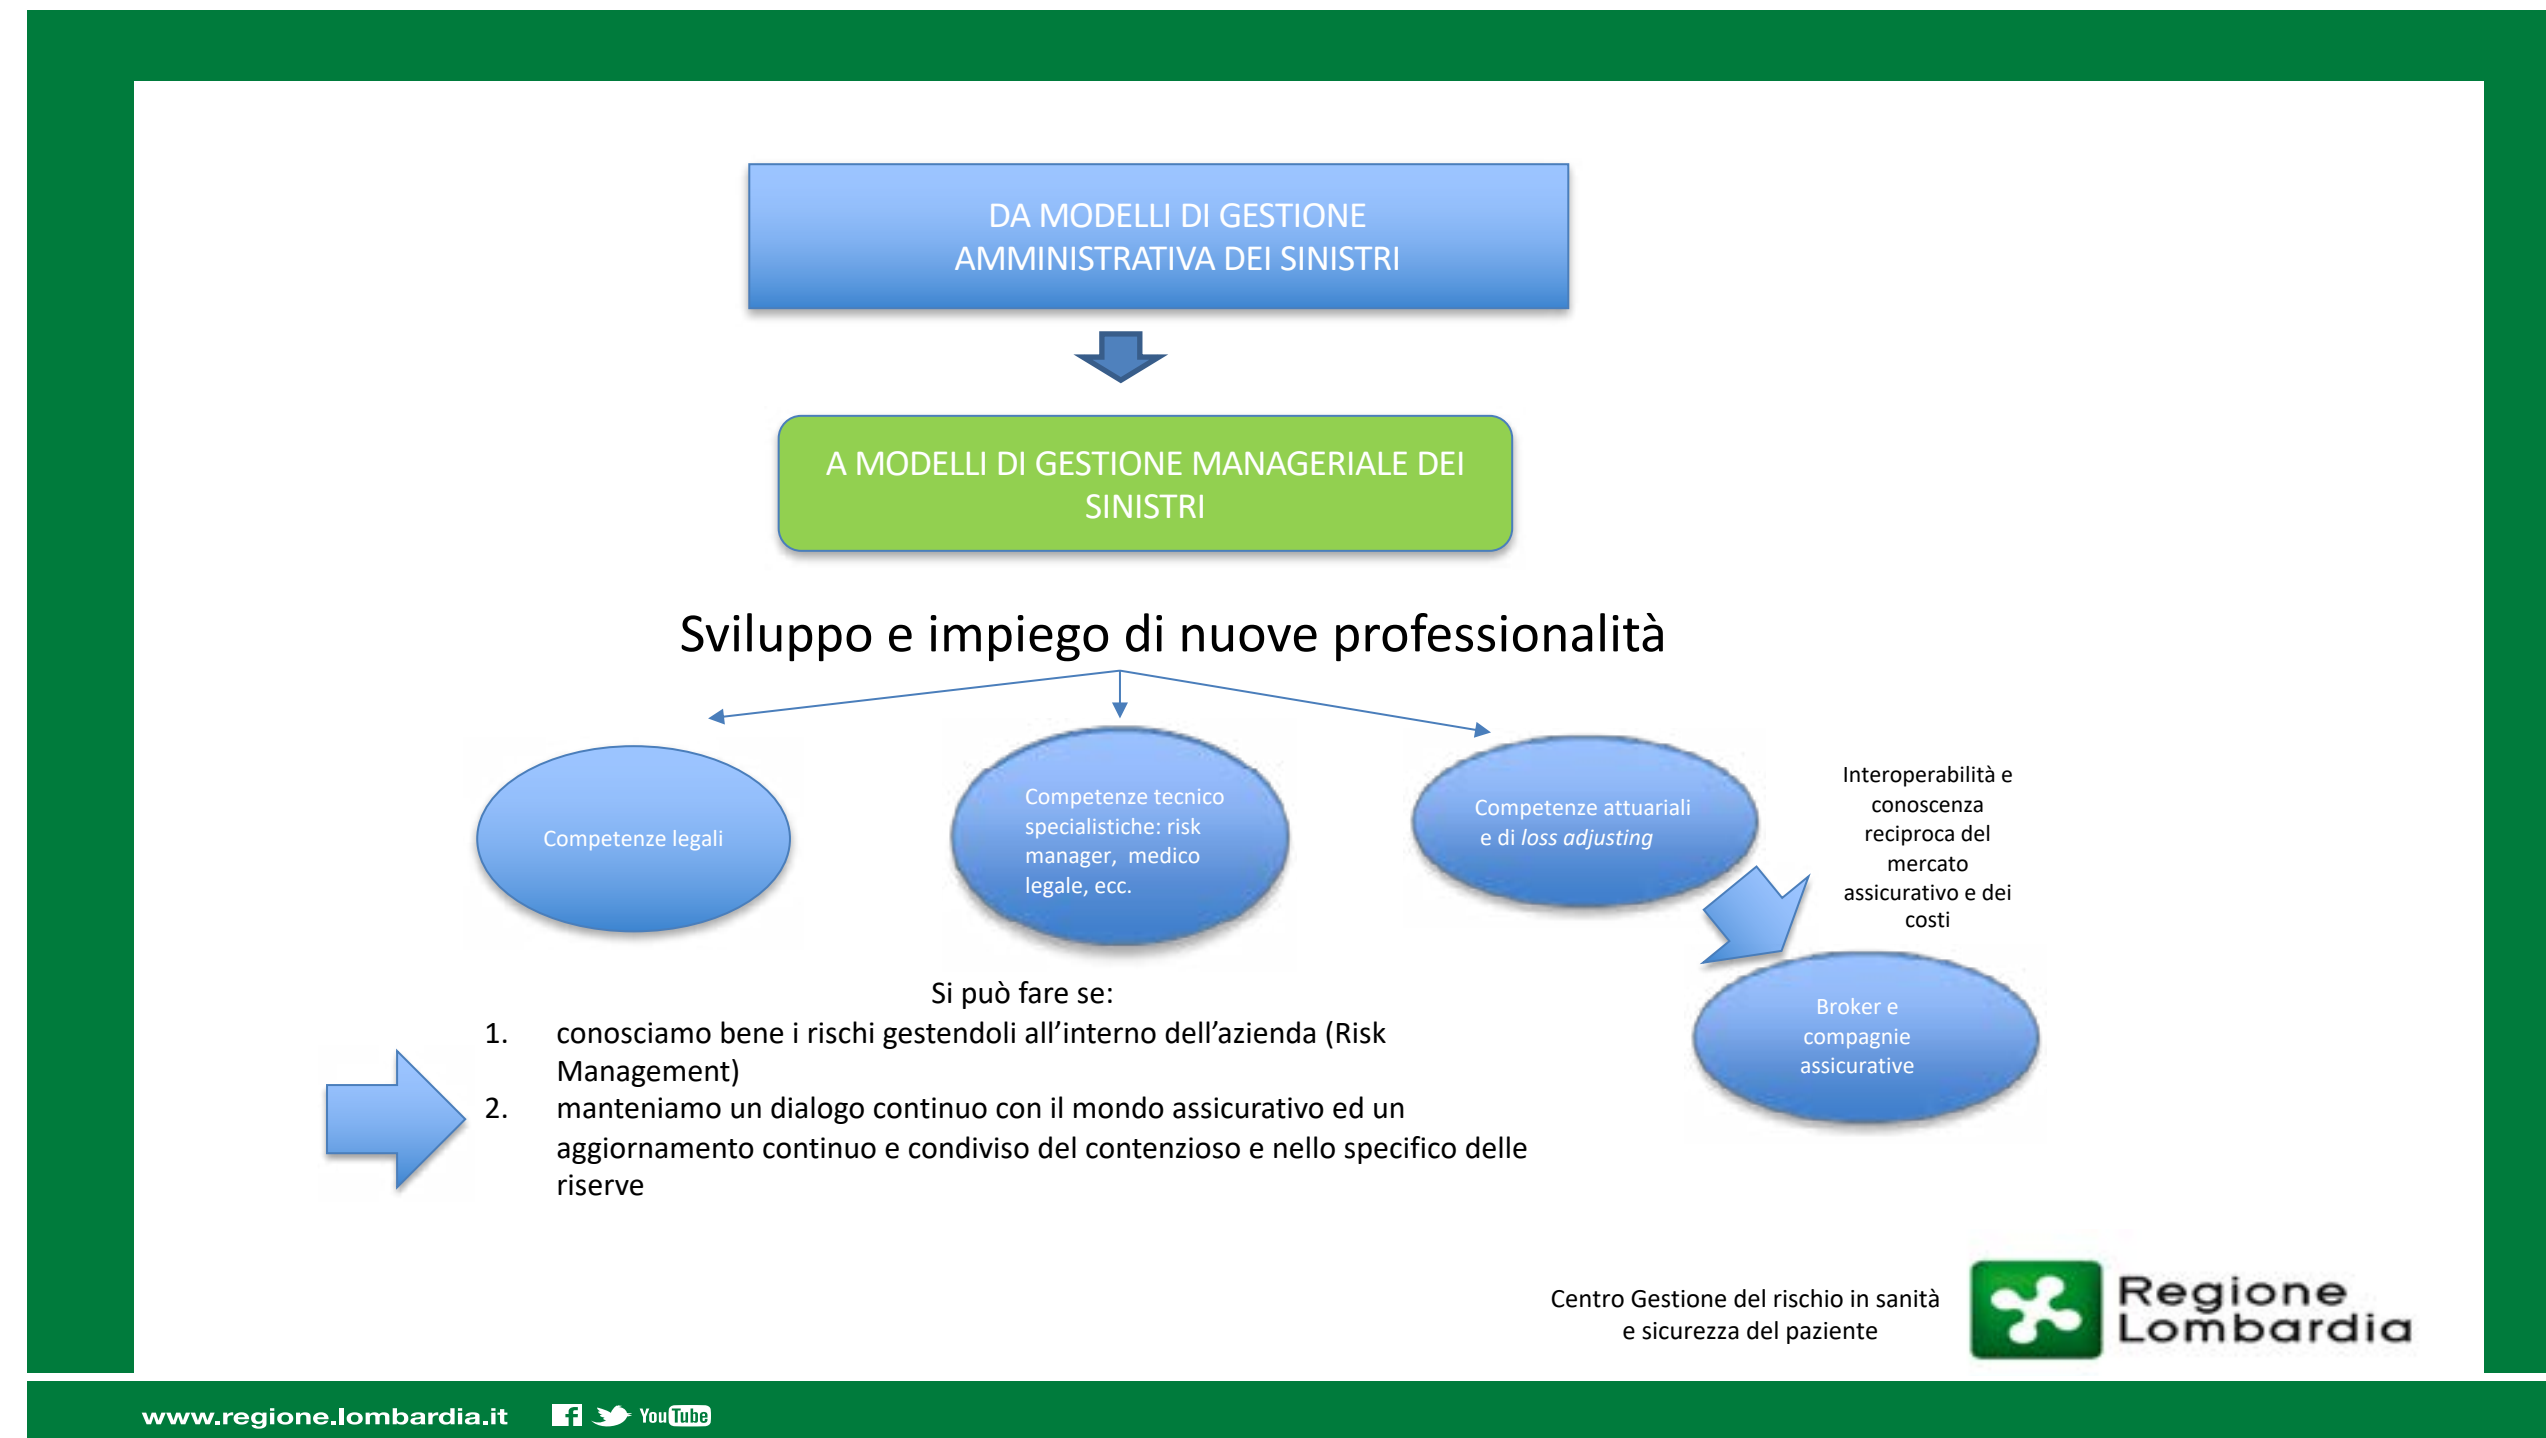 DA MODELLI DI GESTIONE
AMMINISTRATIVA DEI SINISTRI
A MODELLI DI GESTIONE MANAGERIALE DEI
SINISTRI
Sviluppo e impiego di nuove professionalità
Competenze legali
Competenze tecnico
specialistiche: risk
manager, medico
legale, ecc.
Competenze attuariali
e di loss adjusting
Interoperabilità e
conoscenza
reciproca del
mercato
assicurativo e dei
costi
Broker e
compagnie
assicurative
Si può fare se:
1. conosciamo bene i rischi gestendoli all’interno dell’azienda (Risk
Management)
2. manteniamo un dialogo continuo con il mondo assicurativo ed un
aggiornamento continuo e condiviso del contenzioso e nello specifico delle
riserve
Centro Gestione del rischio in sanità
e sicurezza del paziente
Regione
Lombardia
www.regione.lombardia.it
YouTube